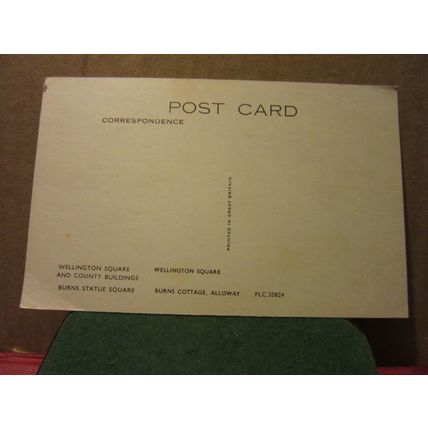 POST CARD
CORRESPONDENCE
PRINTED IN GREAT BRITAIN
WELLINGTON SQUARE
AND COUNTY BUILDINGS
WELLINGTON SQUARE
BURNS STATUE SQUARE
BURNS COTTAGE, ALLOWAY
PLC.35824